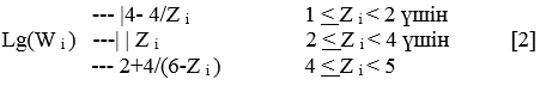 --- |4- 4/Z i 1 < Z i < 2 үшін
Lg(W i) ---| | Z i 2 < Z i < 4 үшін [2]
--- 2+4/(6-Z i) 4 < Z i < 5